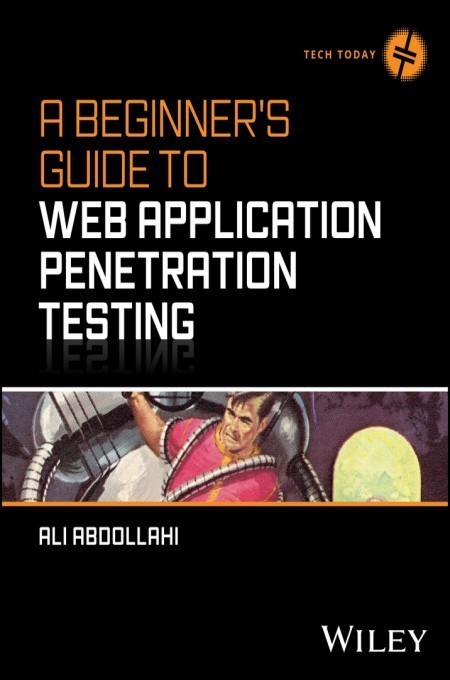 TECH TODAY
A BEGINNER'S
GUIDE TO
WEB APPLICATION
PENETRATION
TESTING
ALI ABDOLLAHI
WILEY